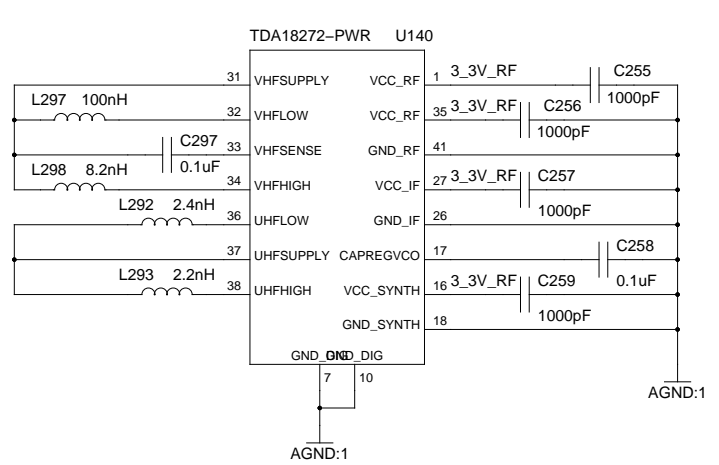 TDA18272-PWR U140
31 VHFSUPPLY VCC_RF 1 3_3V_RF C255
1000pF
L297 100nH
32 VHFLOW VCC_RF 35 3_3V_RF C256
1000pF
C297
33 VHFSENSE GND_RF 41
0.1uF
L298 8.2nH
34 VHFHIGH VCC_IF 27 3_3V_RF C257
1000pF
L292 2.4nH
36 UHFLOW GND_IF 26
37 UHFSUPPLY CAPREGVCO 17 C258
0.1uF
L293 2.2nH
38 UHFHIGH VCC_SYNTH 16 3_3V_RF C259
1000pF
GND_SYNTH 18
GND_DIG GND_DIG
7 10
AGND:1
AGND:1